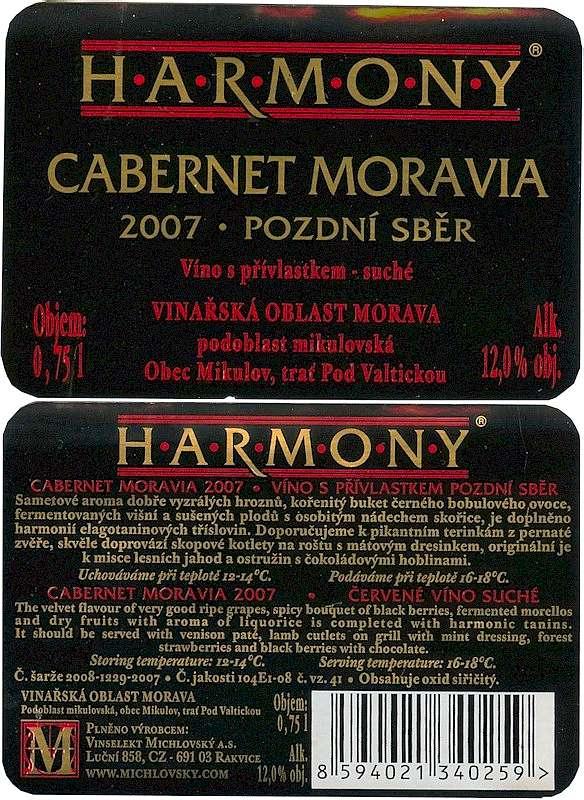 H·A·R·M·O·N·Y®
CABERNET MORAVIA
2007 · POZDNÍ SBĚR
Víno s přívlastkem - suché
Objem:
0,75 l
VINAŘSKÁ OBLAST MORAVA
podoblast mikulovská
Obec Mikulov, trať Pod Valtickou
Alk.
12,0% obj.
H·A·R·M·O·N·Y®
CABERNET MORAVIA 2007 • VÍNO S PŘÍVLASTKEM POZDNÍ SBĚR
Sametové aroma dobře vyzrálých hroznů, kořenitý buket černého bobulového ovoce,
fermentovaných višní a sušených plodů s osobitým nádechem skořice, je doplněno
harmonií elagotaninových tříslovin. Doporučujeme k pikantním terinkám z pernaté
zvěře, skvěle doprovází skopové kotlety na roštu s mátovým dresinkem, originální je
k misce lesních jahod a ostružin s čokoládovými hoblinami.
Uchováváme při teplotě 12-14°C. Podáváme při teplotě 16-18°C.
CABERNET MORAVIA 2007 • ČERVENÉ VÍNO SUCHÉ
The velvet flavour of very good ripe grapes, spicy bouquet of black berries, fermented morellos
and dry fruits with aroma of liquorice is completed with harmonic tanins.
It should be served with venison paté, lamb cutlets on grill with mint dressing, forest
strawberries and black berries with chocolate.
Storing temperature: 12-14°C. Serving temperature: 16-18°C.
Č. šarže 2008-1229-2007 • Č. jakosti 104E1-08 č. vz. 41 • Obsahuje oxid siřičitý.
VINAŘSKÁ OBLAST MORAVA
Podoblast mikulovská, obec Mikulov, trať Pod Valtickou
Objem:
0,75 l
M
PLNĚNO VÝROBCEM:
VINSELEKT MICHLOVSKÝ A.S.
LUČNÍ 858, CZ - 691 03 RAKVICE
WWW.MICHLOVSKY.COM
Alk.
12,0% obj.
8 594021 340259 >